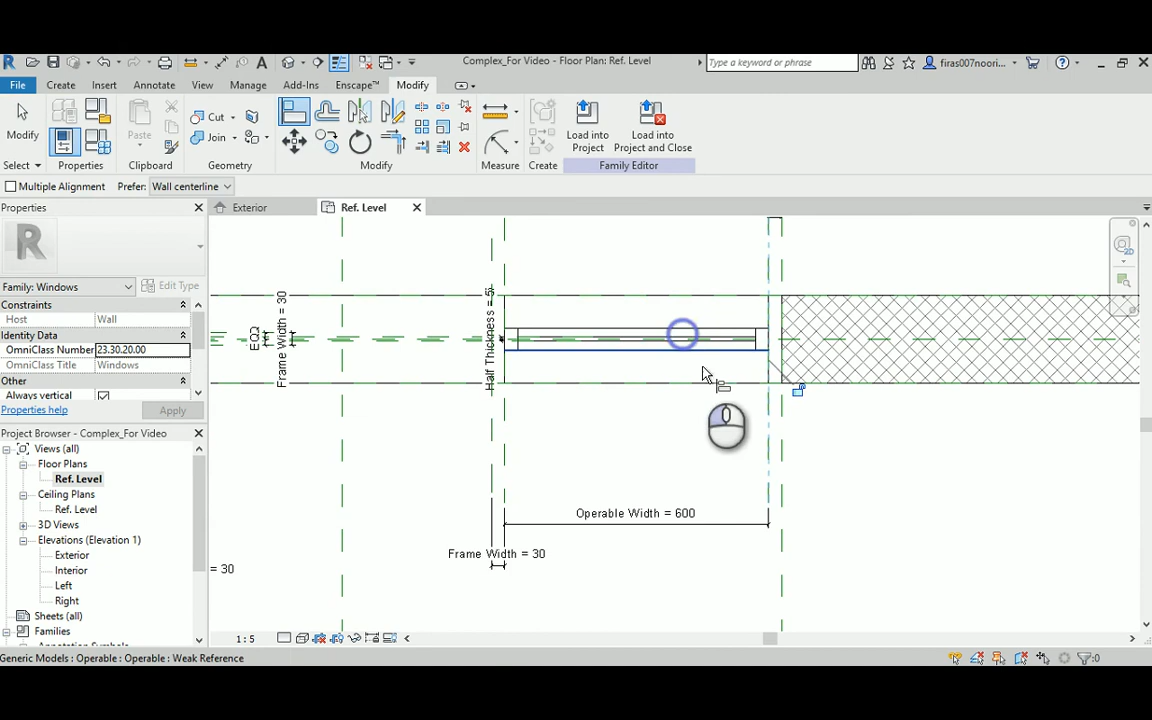 Complex_For Video - Floor Plan: Ref. Level
Type a keyword or phrase
firas007noori...
File
Create
Insert
Annotate
View
Manage
Add-Ins
Enscape™
Modify
Modify
Paste
Cut
Join
Load into
Project
Load into
Project and Close
Select
Properties
Clipboard
Geometry
Modify
Measure
Create
Family Editor
Multiple Alignment
Prefer:
Wall centerline
Properties
Exterior
Ref. Level
Family: Windows
Edit Type
Constraints
Host
Wall
Identity Data
OmniClass Number
23.30.20.00
OmniClass Title
Windows
Other
Always vertical
Properties help
Apply
Project Browser - Complex_For Video
Views (all)
Floor Plans
Ref. Level
Ceiling Plans
Ref. Level
3D Views
Elevations (Elevation 1)
Exterior
Interior
Left
Right
Sheets (all)
Families
EQ2
Frame Width = 30
Operable Width = 600
Frame Width = 30
= 30
1:5
Generic Models : Operable : Operable : Weak Reference
:0